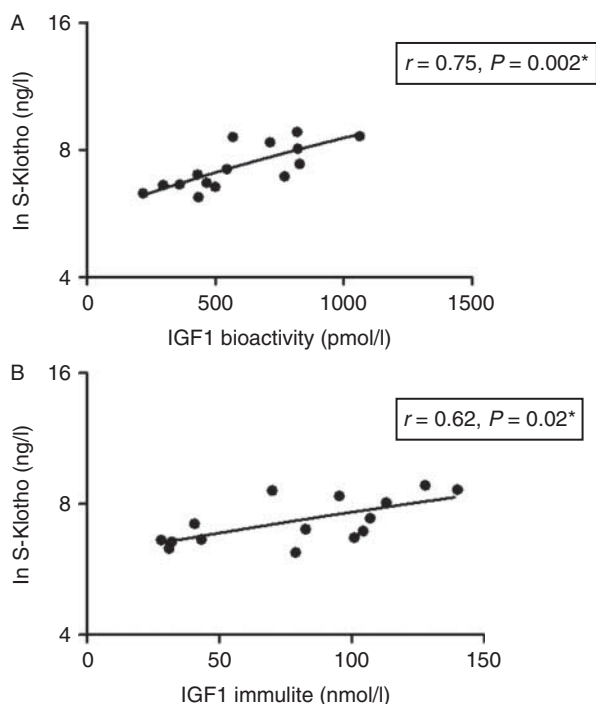 A
16
8
4
ln S-Klotho (ng/l)
r = 0.75, P = 0.002*
0 500 1000 1500
IGF1 bioactivity (pmol/l)
B
16
8
4
ln S-Klotho (ng/l)
r = 0.62, P = 0.02*
0 50 100 150
IGF1 immulite (nmol/l)